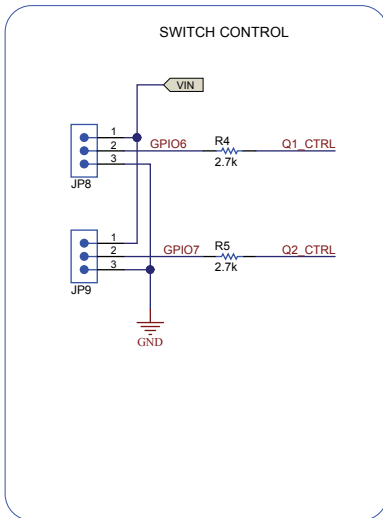 SWITCH CONTROL
VIN
1
2
3
JP8
GPIO6
R4
2.7k
Q1_CTRL
1
2
3
JP9
GPIO7
R5
2.7k
Q2_CTRL
GND